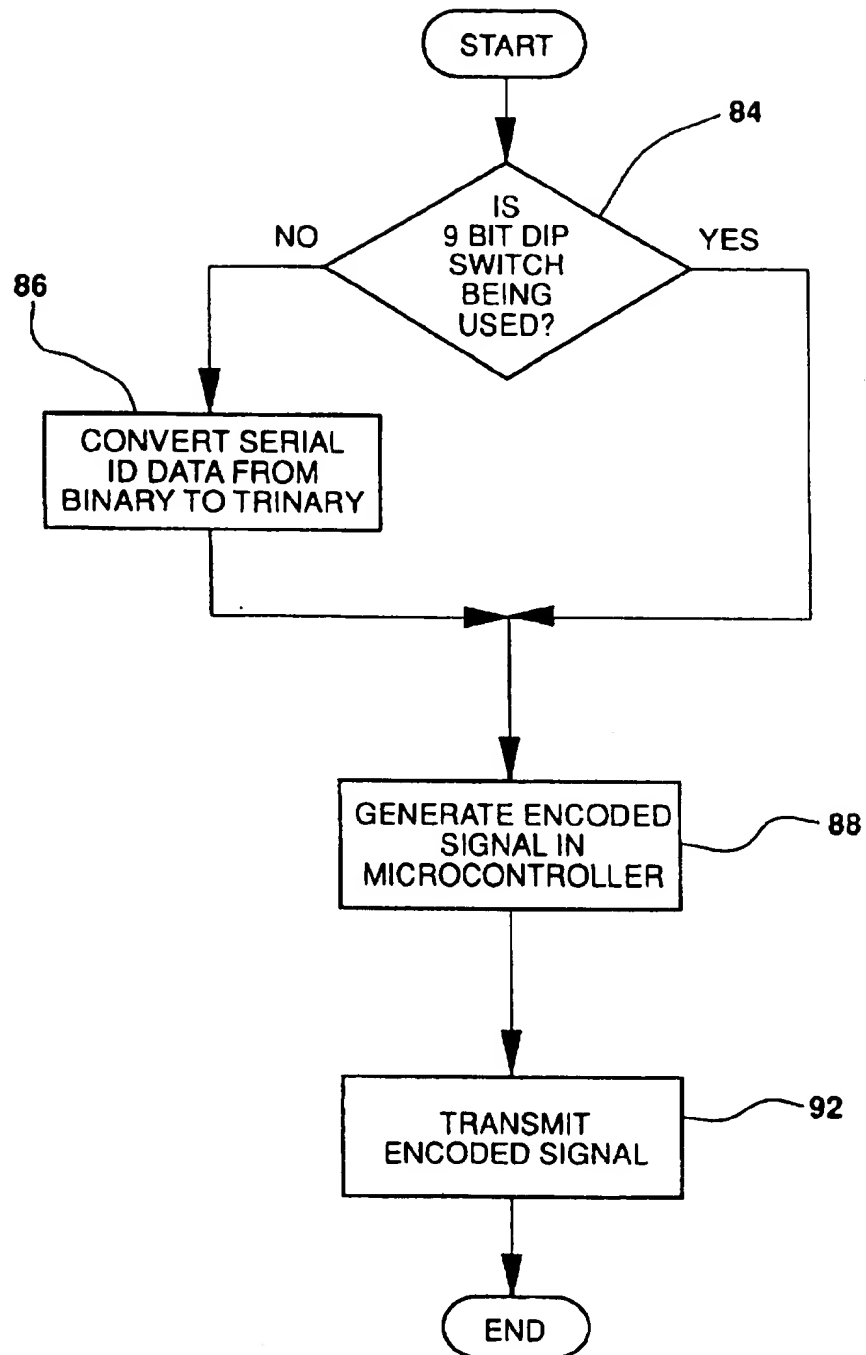 START
84
IS
9 BIT DIP
SWITCH
BEING
USED?
NO
YES
86
CONVERT SERIAL
ID DATA FROM
BINARY TO TRINARY
GENERATE ENCODED
SIGNAL IN
MICROCONTROLLER
88
TRANSMIT
ENCODED SIGNAL
92
END